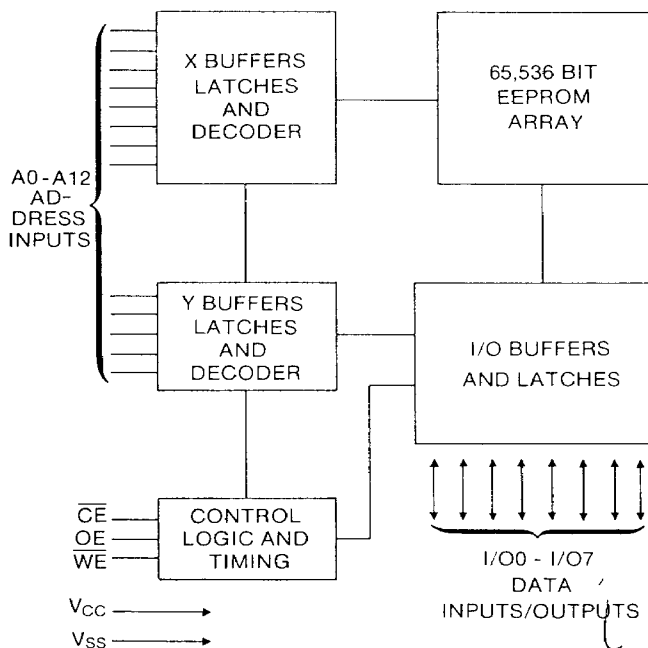 X BUFFERS
LATCHES
AND
DECODER
65,536 BIT
EEPROM
ARRAY
A0-A12
AD-
DRESS
INPUTS
Y BUFFERS
LATCHES
AND
DECODER
I/O BUFFERS
AND LATCHES
CE
OE
WE
CONTROL
LOGIC AND
TIMING
I/O0 - I/O7
DATA
INPUTS/OUTPUTS
VCC
VSS